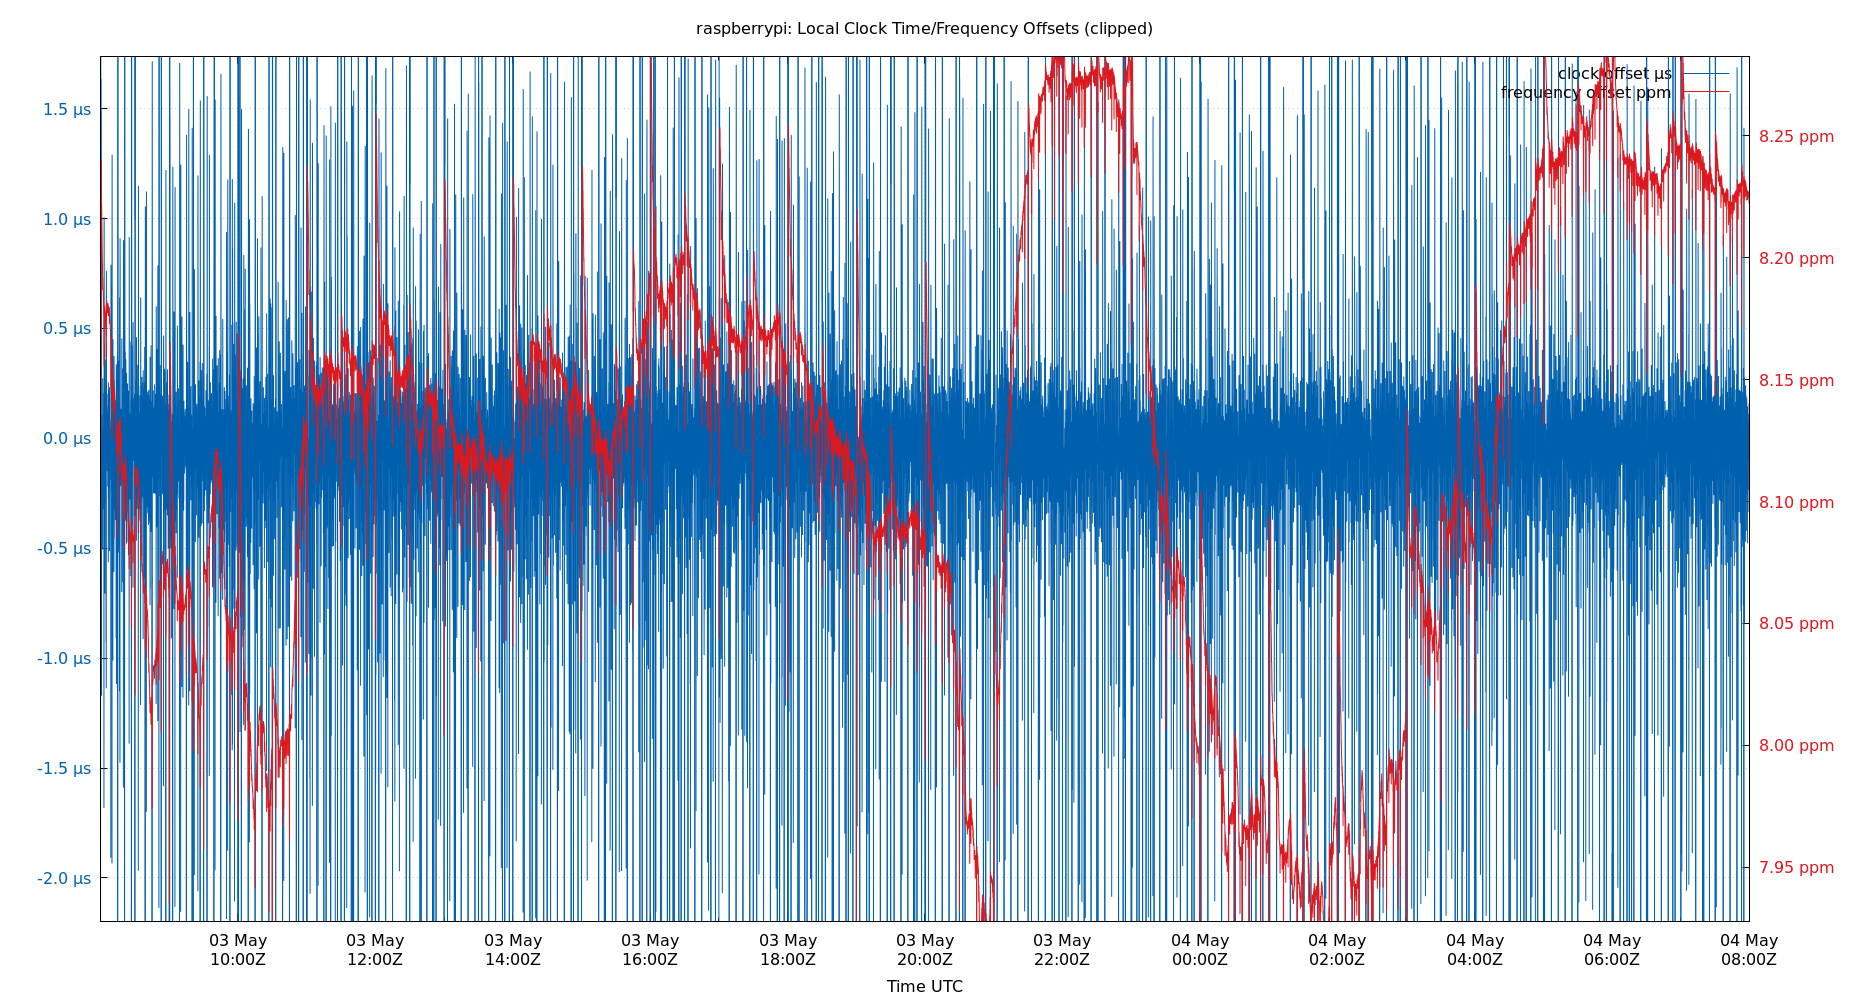 raspberrypi: Local Clock Time/Frequency Offsets (clipped)
clock offset μs
frequency offset ppm
1.5 μs
1.0 μs
0.5 μs
0.0 μs
-0.5 μs
-1.0 μs
-1.5 μs
-2.0 μs
8.25 ppm
8.20 ppm
8.15 ppm
8.10 ppm
8.05 ppm
8.00 ppm
7.95 ppm
03 May 03 May 03 May 03 May 03 May 03 May 03 May 04 May 04 May 04 May 04 May 04 May
10:00Z 12:00Z 14:00Z 16:00Z 18:00Z 20:00Z 22:00Z 00:00Z 02:00Z 04:00Z 06:00Z 08:00Z
Time UTC